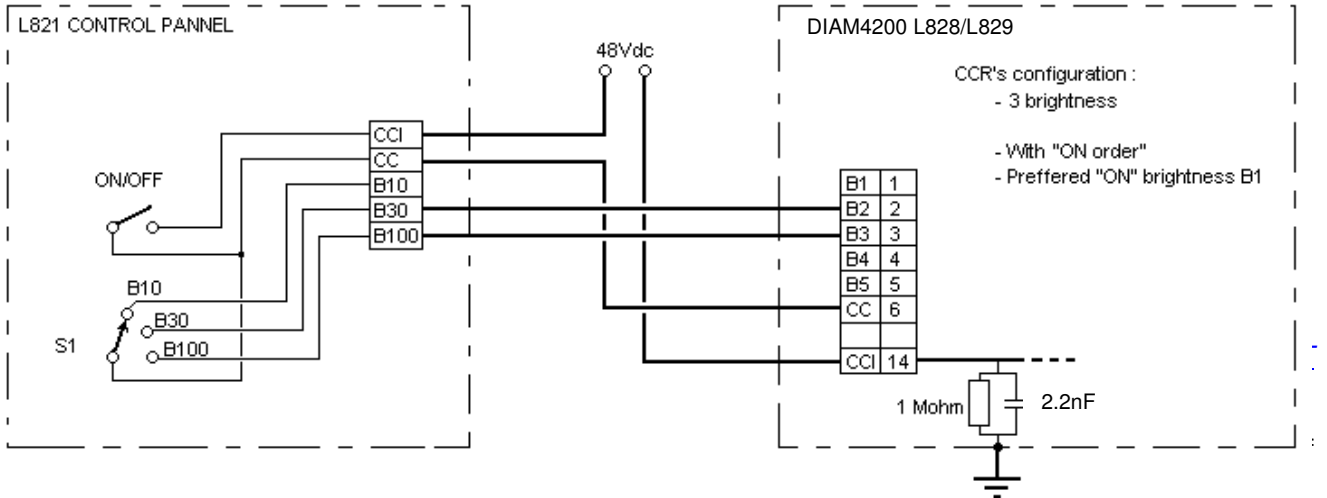 L821 CONTROL PANNEL
ON/OFF
CCI
CC
B10
B30
B100
B10
B30
B100
S1
48Vdc
DIAM4200 L828/L829
CCR's configuration :
- 3 brightness
- With "ON order"
- Preffered "ON" brightness B1
B1 1
B2 2
B3 3
B4 4
B5 5
CC 6
CCI 14
1 Mohm
2.2nF